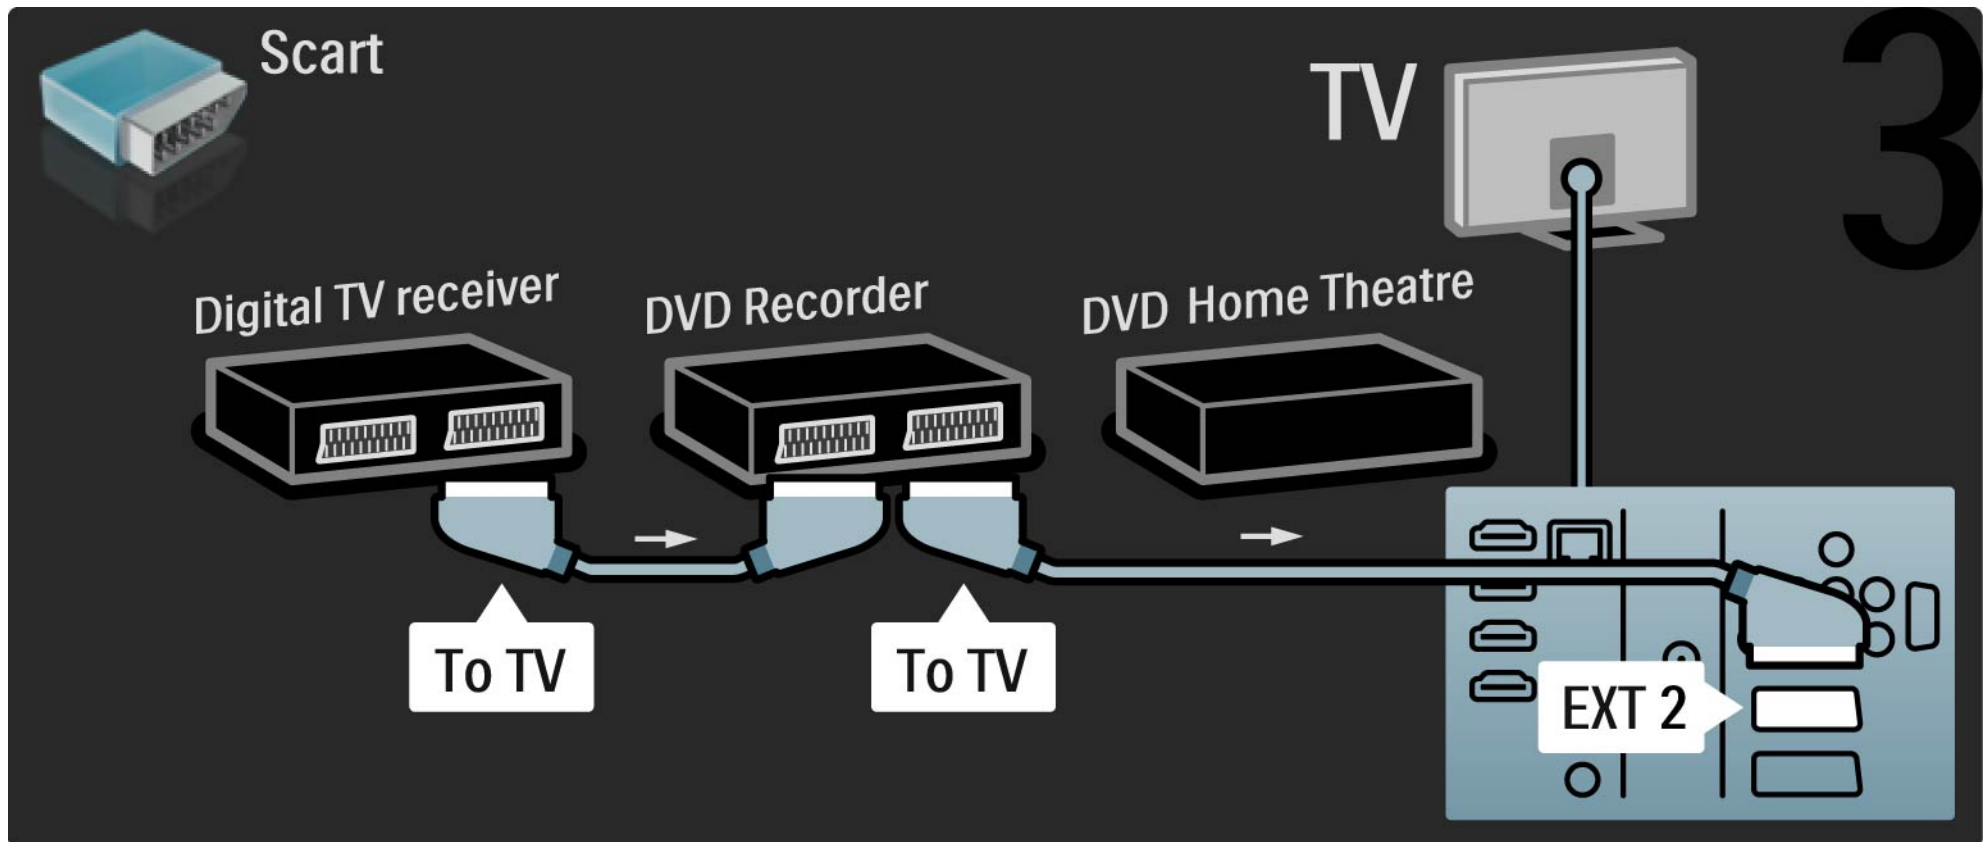 Scart
TV
3
Digital TV receiver
DVD Recorder
DVD Home Theatre
To TV
To TV
EXT 2